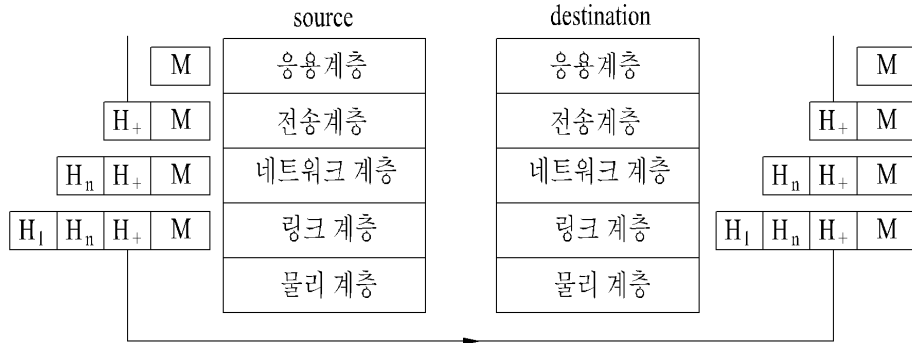 source destination
M 응용계층 응용계층 M
H+ M 전송계층 전송계층 H+ M
Hn H+ M 네트워크 계층 네트워크 계층 Hn H+ M
Hl Hn H+ M 링크 계층 링크 계층 Hl Hn H+ M
물리 계층 물리 계층